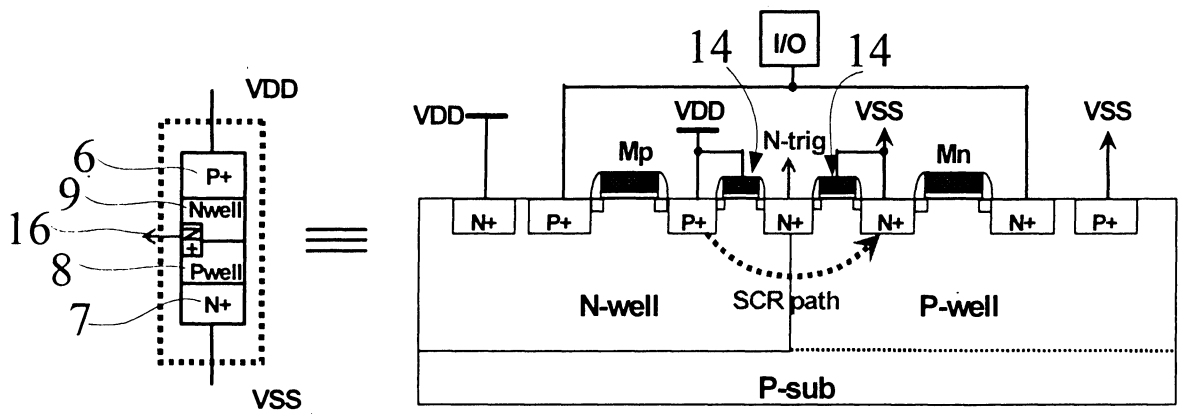 VDD
6
P+
9
Nwell
16
N
+
8
Pwell
7
N+
VSS
I/O
14
14
VDD
VDD
N-trig
VSS
VSS
Mp
Mn
N+
P+
P+
N+
N+
N+
P+
SCR path
N-well
P-well
P-sub